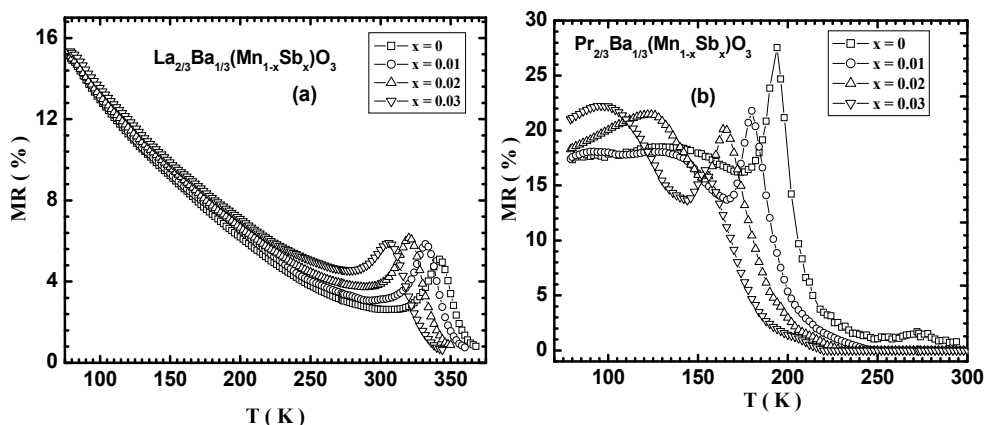 La2/3Ba1/3(Mn1-xSbx)O3
(a)
x = 0
x = 0.01
x = 0.02
x = 0.03
MR ( % )
16
12
8
4
0
100 150 200 250 300 350
T ( K )
Pr2/3Ba1/3(Mn1-xSbx)O3
(b)
x = 0
x = 0.01
x = 0.02
x = 0.03
MR ( % )
30
25
20
15
10
5
0
100 150 200 250 300
T ( K )